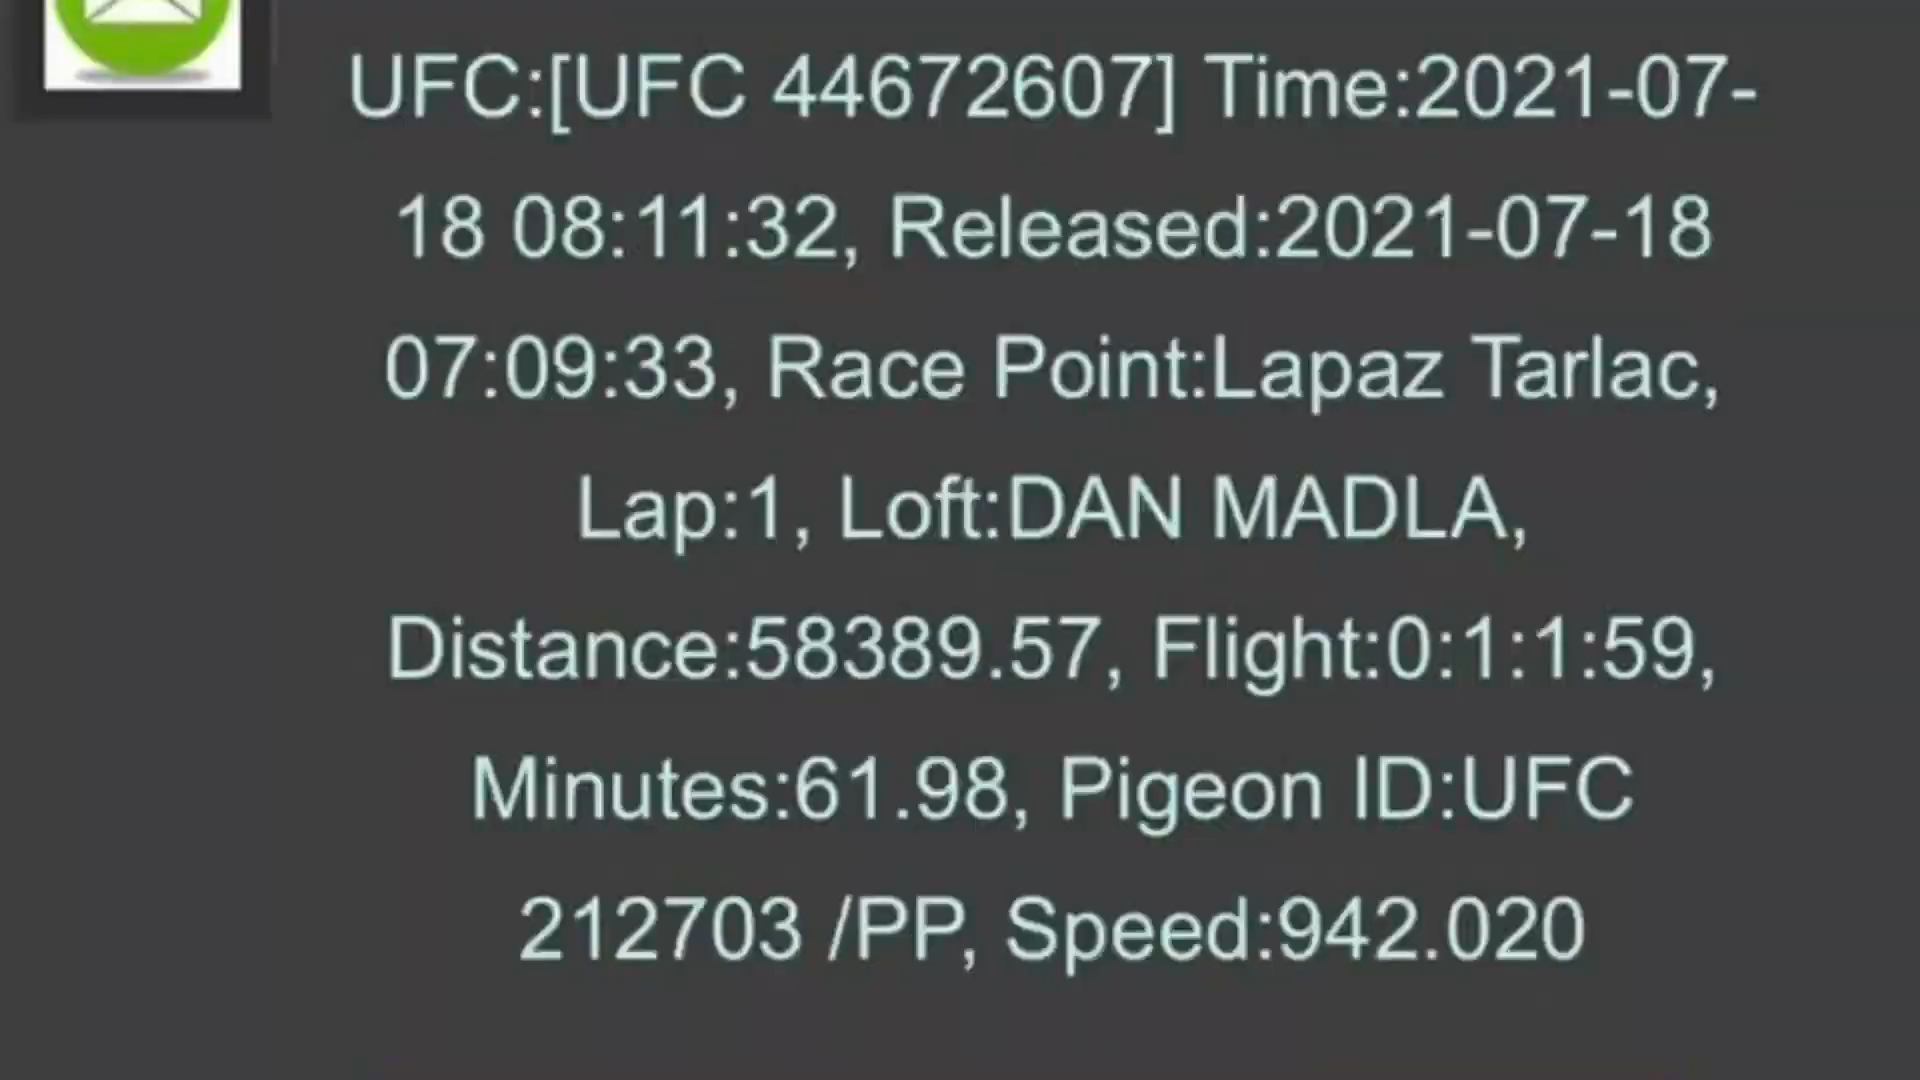 UFC:[UFC 44672607] Time:2021-07-
18 08:11:32, Released:2021-07-18
07:09:33, Race Point:Lapaz Tarlac,
Lap:1, Loft:DAN MADLA,
Distance:58389.57, Flight:0:1:1:59,
Minutes:61.98, Pigeon ID:UFC
212703 /PP, Speed:942.020